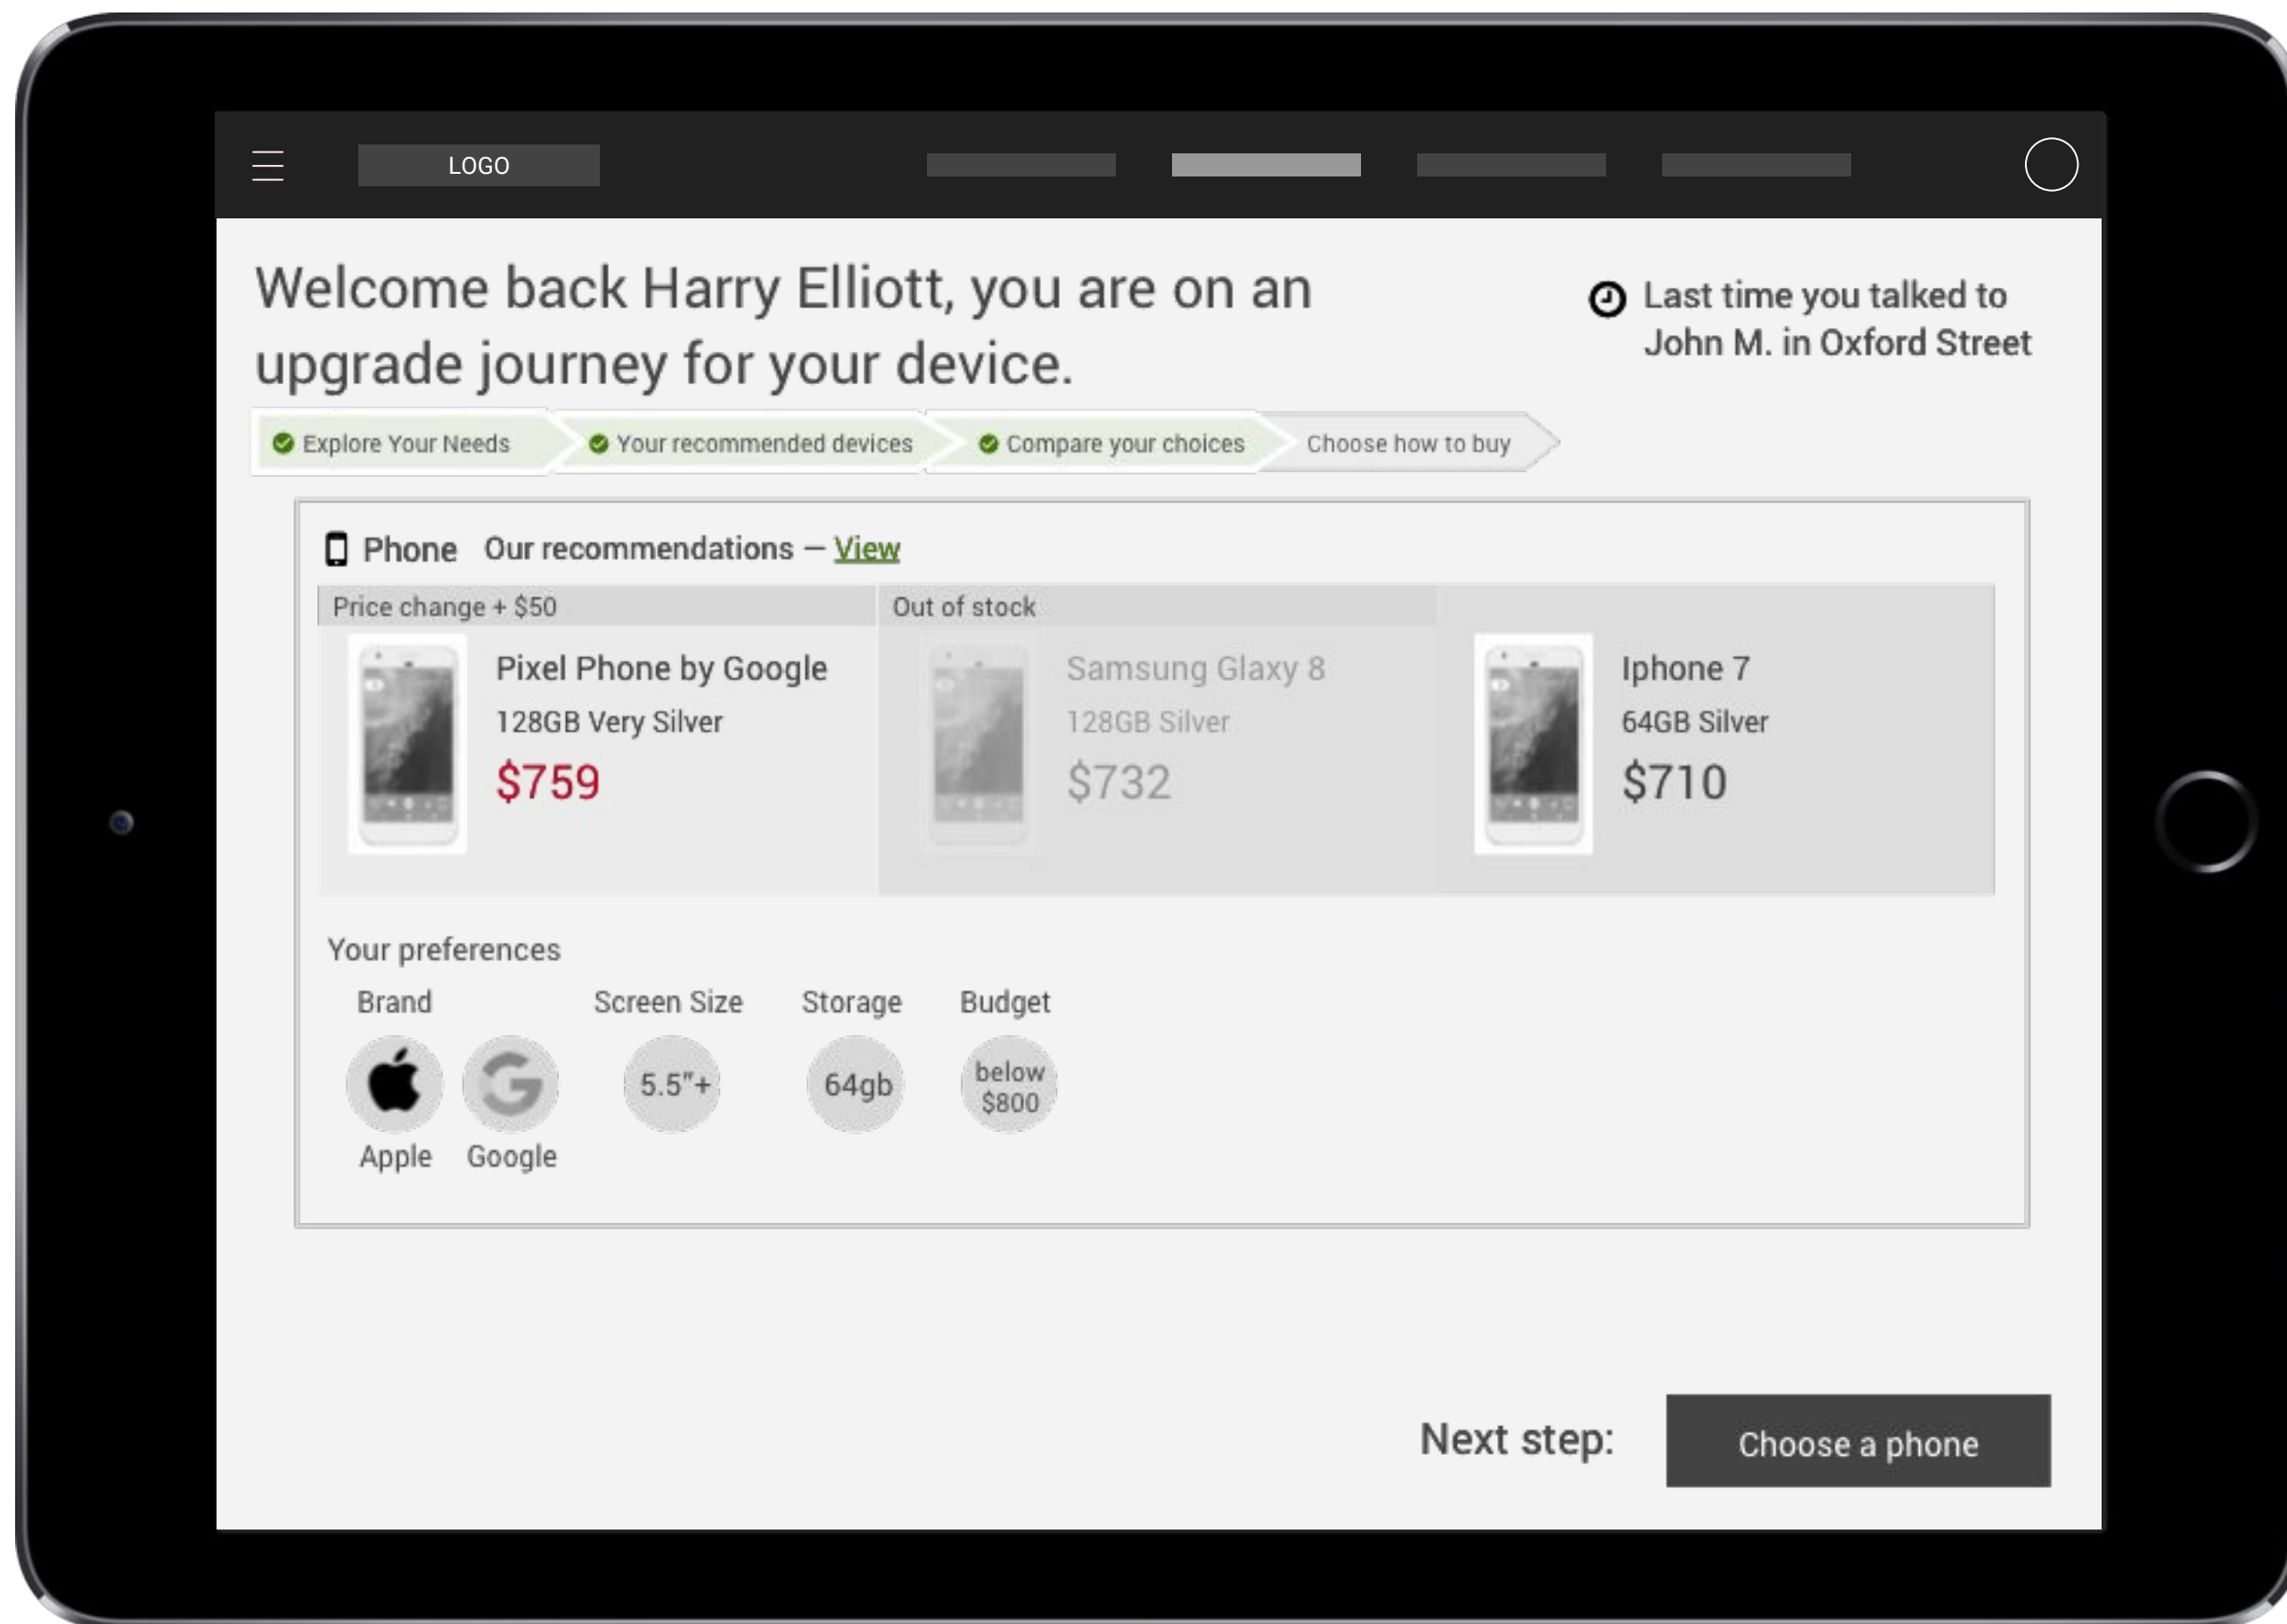 LOGO
Welcome back Harry Elliott, you are on an
upgrade journey for your device.
Last time you talked to
John M. in Oxford Street
Explore Your Needs
Your recommended devices
Compare your choices
Choose how to buy
Phone Our recommendations – View
Price change + $50
Pixel Phone by Google
128GB Very Silver
$759
Out of stock
Samsung Glaxy 8
128GB Silver
$732
Iphone 7
64GB Silver
$710
Your preferences
Brand
Apple
Google
Screen Size
5.5"+
Storage
64gb
Budget
below
$800
Next step:
Choose a phone